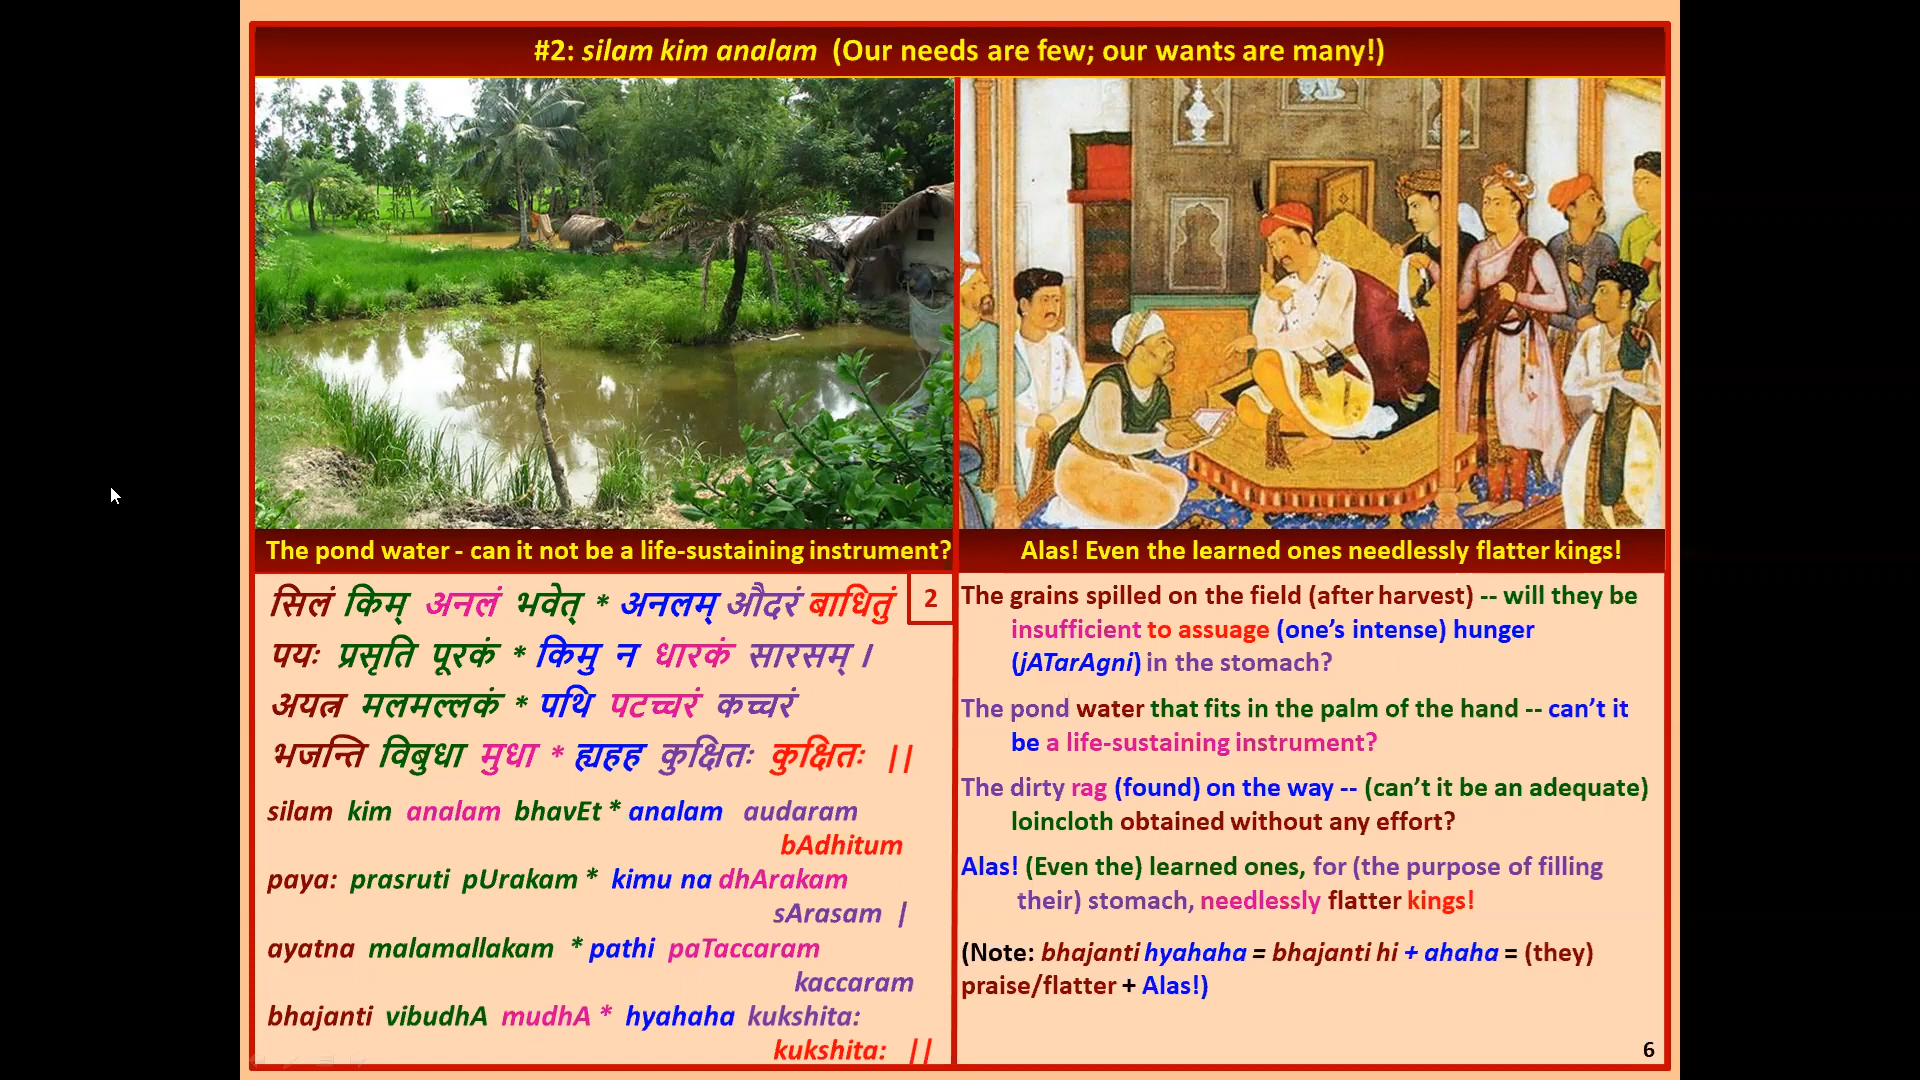 #2: silam kim analam (Our needs are few; our wants are many!)
The pond water - can it not be a life-sustaining instrument?
Alas! Even the learned ones needlessly flatter kings!
सिलं किम् अनलं भवेत् * अनलम् औदरं बाधितुं
2
पयः प्रसृति पूरकं * किमु न धारकं सारसम् ।
अयत्न मलमल्लकं * पथि पटच्चरं कच्चरं
भजन्ति विबुधा मुधा * ह्यहह कुक्षितः कुक्षितः ||
silam kim analam bhavEt * analam audaram
bAdhitum
paya: prasruti pUrakam * kimu na dhArakam
sArasam |
ayatna malamallakam * pathi paTaccaram
kaccaram
bhajanti vibudhA mudhA * hyahaha kukshita:
kukshita: ||
The grains spilled on the field (after harvest) -- will they be
insufficient to assuage (one's intense) hunger
(jATarAgni) in the stomach?
The pond water that fits in the palm of the hand -- can't it
be a life-sustaining instrument?
The dirty rag (found) on the way -- (can't it be an adequate)
loincloth obtained without any effort?
Alas! (Even the) learned ones, for (the purpose of filling
their) stomach, needlessly flatter kings!
(Note: bhajanti hyahaha = bhajanti hi + ahaha = (they)
praise/flatter + Alas!)
6